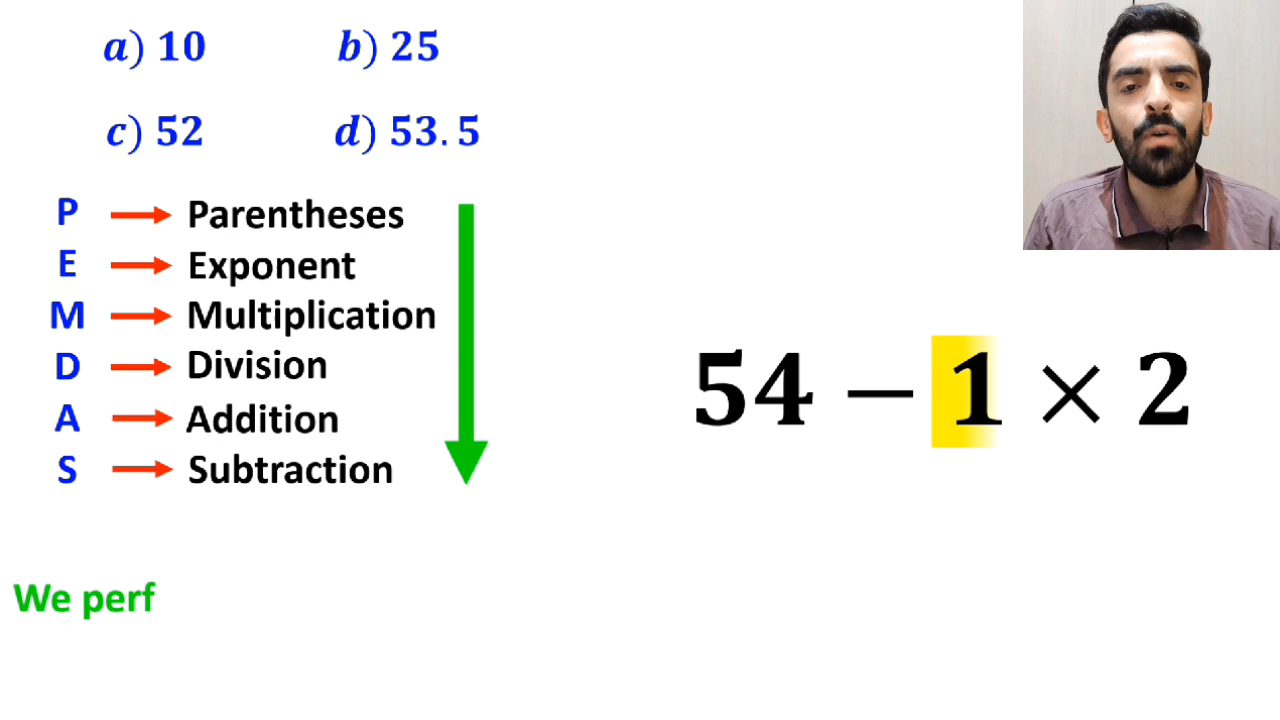 a) 10 b) 25
c) 52 d) 53.5
P → Parentheses
E → Exponent
M → Multiplication
D → Division
A → Addition
S → Subtraction
54 − 1 × 2
We perf